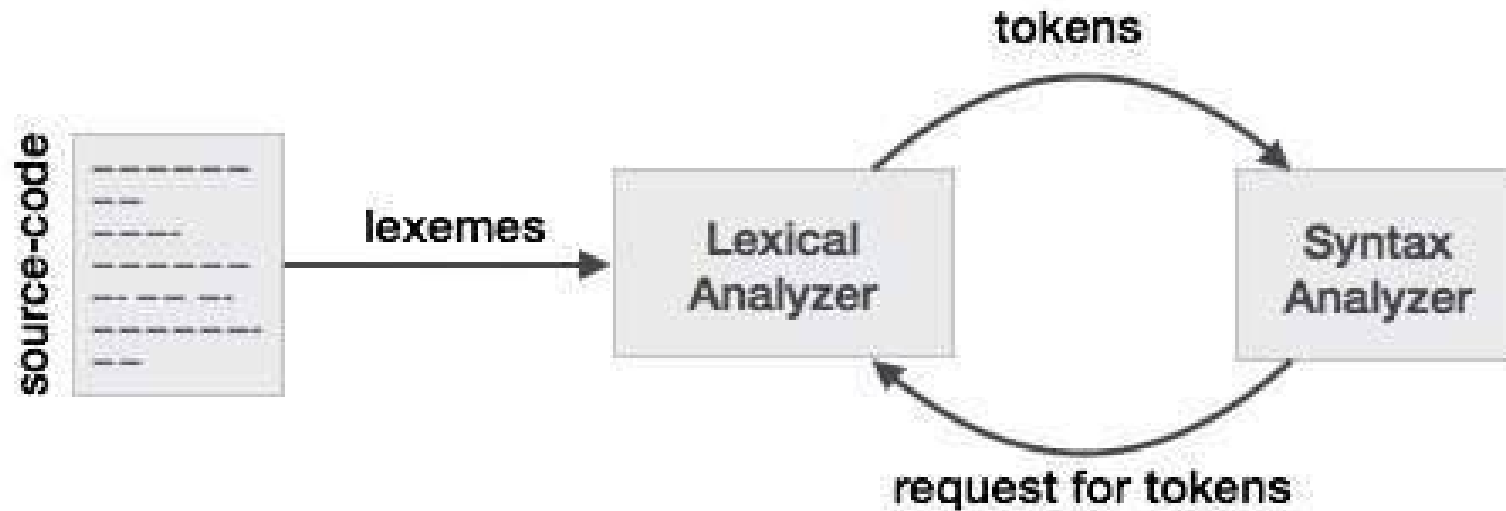 tokens
source-code
lexemes
Lexical
Analyzer
Syntax
Analyzer
request for tokens